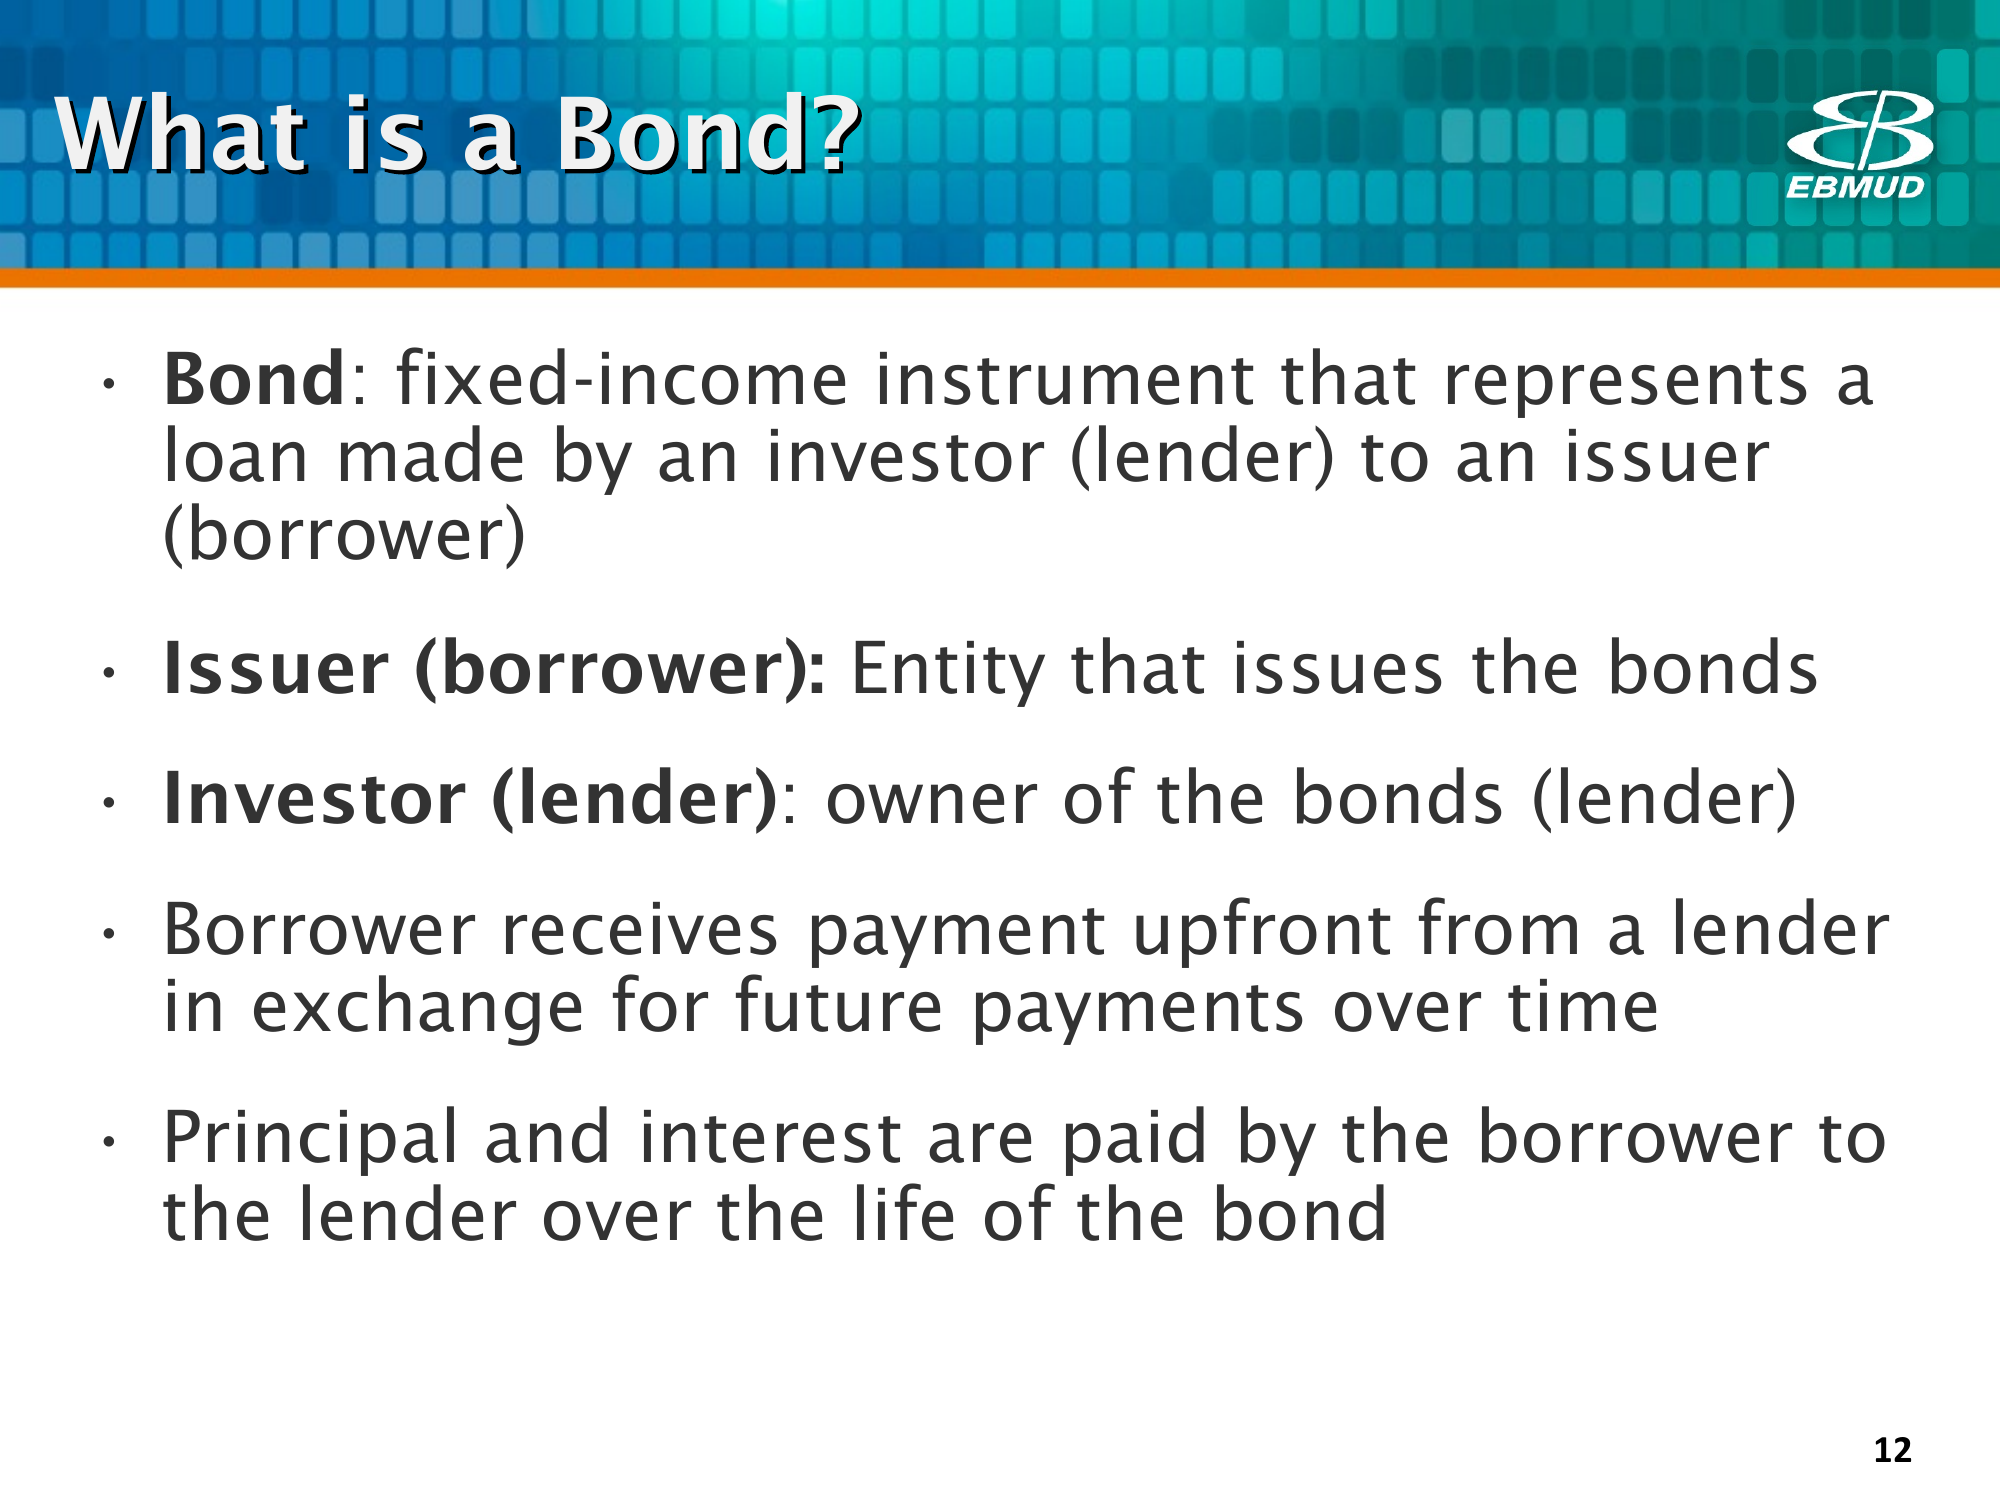 What is a Bond?
EBMUD
• Bond: fixed-income instrument that represents a
loan made by an investor (lender) to an issuer
(borrower)
• Issuer (borrower): Entity that issues the bonds
• Investor (lender): owner of the bonds (lender)
• Borrower receives payment upfront from a lender
in exchange for future payments over time
• Principal and interest are paid by the borrower to
the lender over the life of the bond
12